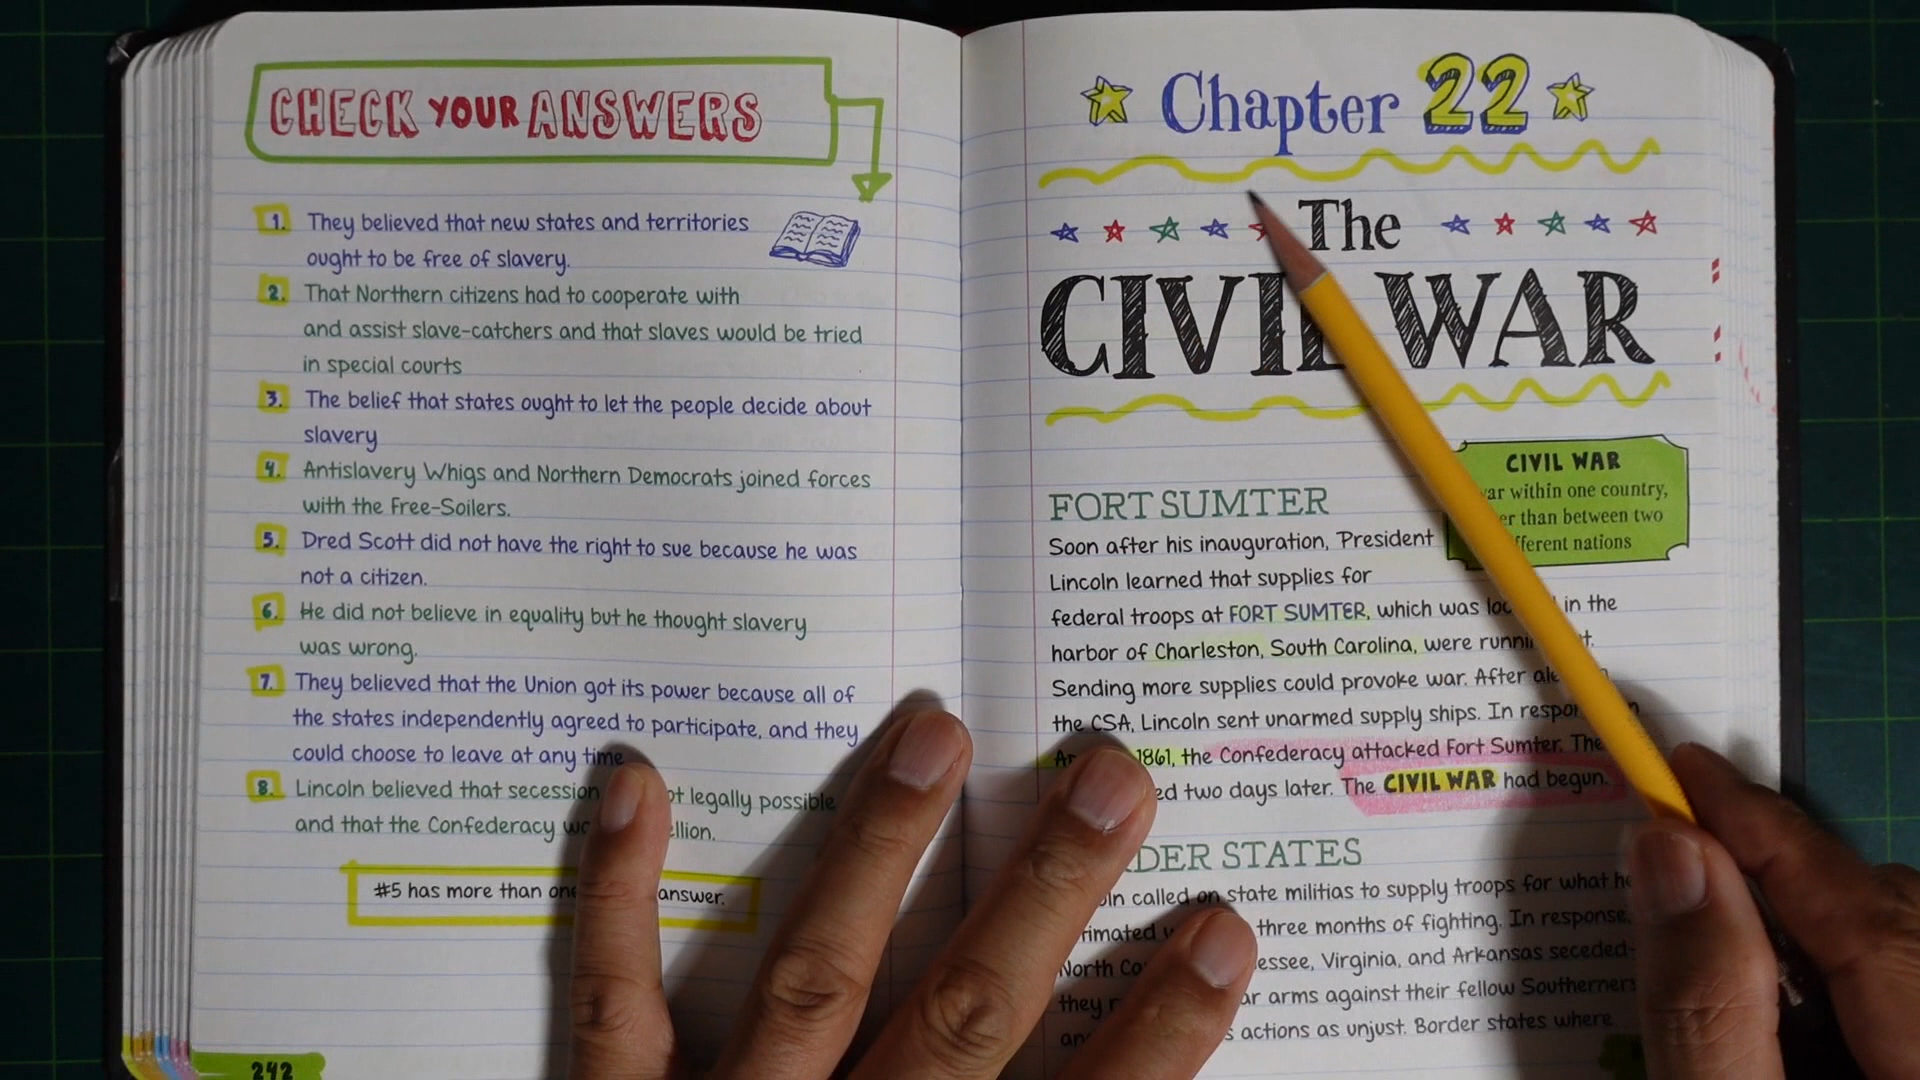 CHECK YOUR ANSWERS
1. They believed that new states and territories
ought to be free of slavery.
2. That Northern citizens had to cooperate with
and assist slave-catchers and that slaves would be tried
in special courts
3. The belief that states ought to let the people decide about
slavery
4. Antislavery Whigs and Northern Democrats joined forces
with the Free-Soilers.
5. Dred Scott did not have the right to sue because he was
not a citizen.
6. He did not believe in equality but he thought slavery
was wrong.
7. They believed that the Union got its power because all of
the states independently agreed to participate, and they
could choose to leave at any time
8. Lincoln believed that secession legally possible
and that the Confederacy
#5 has more than one answer.
242
Chapter 22
The
CIVIL WAR
CIVIL WAR
within one country,
than between two
nations
FORT SUMTER
Soon after his inauguration, President
Lincoln learned that supplies for
federal troops at FORT SUMTER, which was in the
harbor of Charleston, South Carolina, were
Sending more supplies could provoke war. After
the CSA, Lincoln sent unarmed supply ships. In
1861, the Confederacy attacked Fort Sumter. The
two days later. The CIVIL WAR had begun.
STATES
called on state militias to supply troops for what he
three months of fighting. In response,
North Virginia, and Arkansas seceded-
they arms against their fellow Southerners
actions as unjust. Border states where